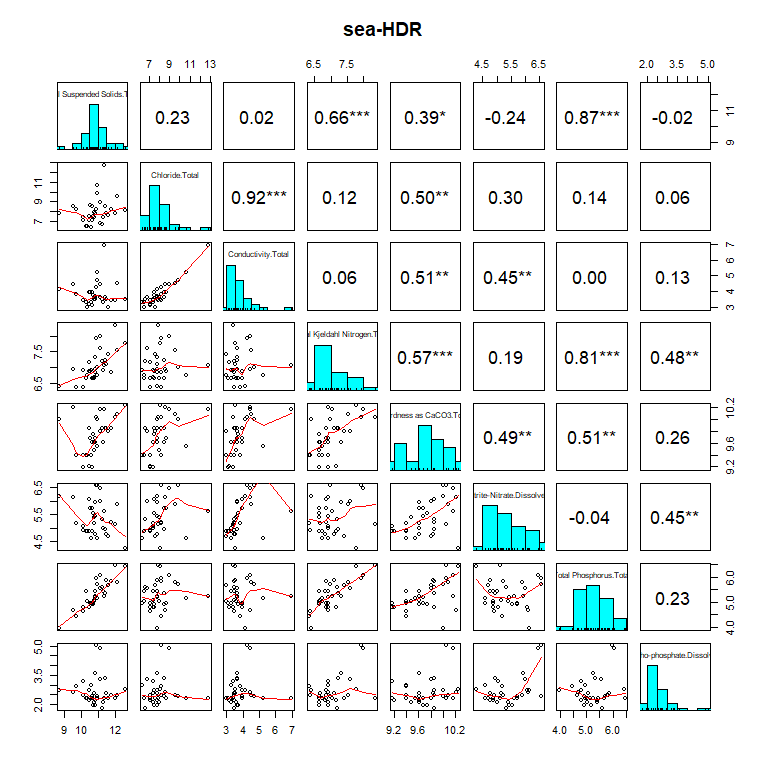 sea-HDR
7 9 11 13 6.5 7.5 4.5 5.5 6.5 2.0 3.5 5.0
l Suspended Solids.T 0.23 0.02 0.66*** 0.39* -0.24 0.87*** -0.02 9 11
7 9 11 Chloride.Total 0.92*** 0.12 0.50** 0.30 0.14 0.06
Conductivity.Total 0.06 0.51** 0.45** 0.00 0.13 3 4 5 6 7
6.5 7.5 al Kjeldahl Nitrogen.T 0.57*** 0.19 0.81*** 0.48**
rdness as CaCO3.To 0.49** 0.51** 0.26 9.2 9.6 10.2
4.5 5.5 6.5 trite-Nitrate.Dissolve -0.04 0.45**
otal Phosphorus.Tota 0.23 4.0 5.0 6.0
2.0 3.5 5.0 ho-phosphate.Dissol
9 10 12 3 4 5 6 7 9.2 9.6 10.2 4.0 5.0 6.0